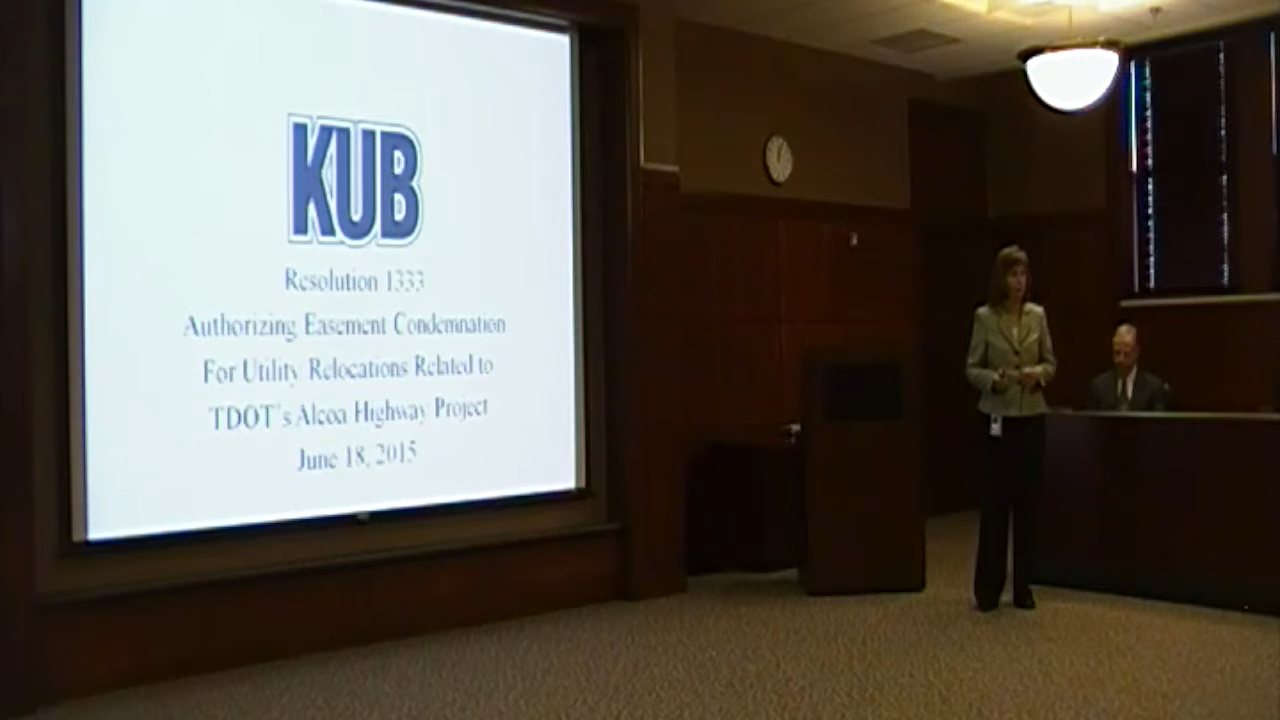 KUB
Resolution 1333
Authorizing Easement Condemnation
For Utility Relocations Related to
TDOT's Alcoa Highway Project
June 18, 2015